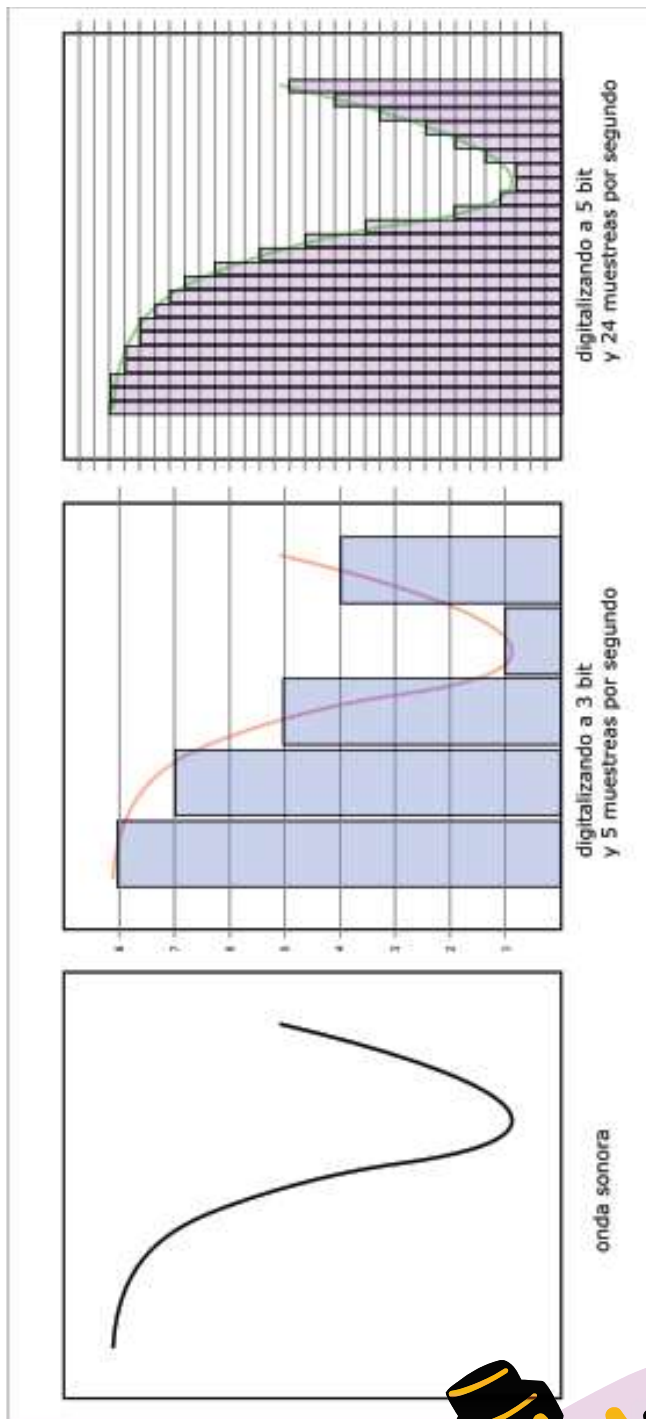 onda sonora
8
7
6
5
4
3
2
1
digitalizando a 3 bit
y 5 muestreas por segundo
digitalizando a 5 bit
y 24 muestreas por segundo